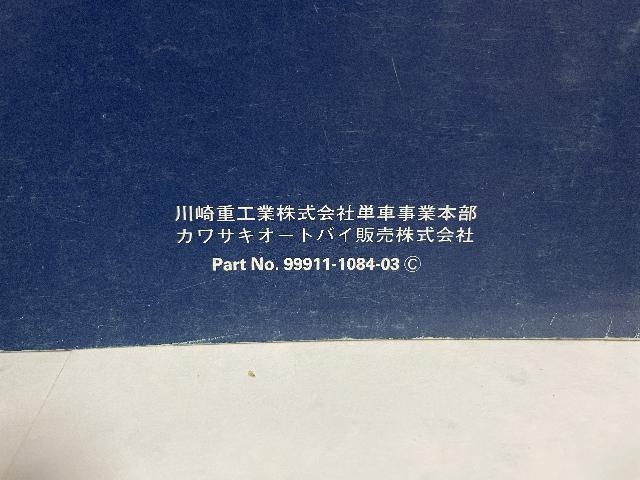 川崎重工業株式会社単車事業本部
カワサキオートバイ販売株式会社
Part No. 99911-1084-03 Ⓒ